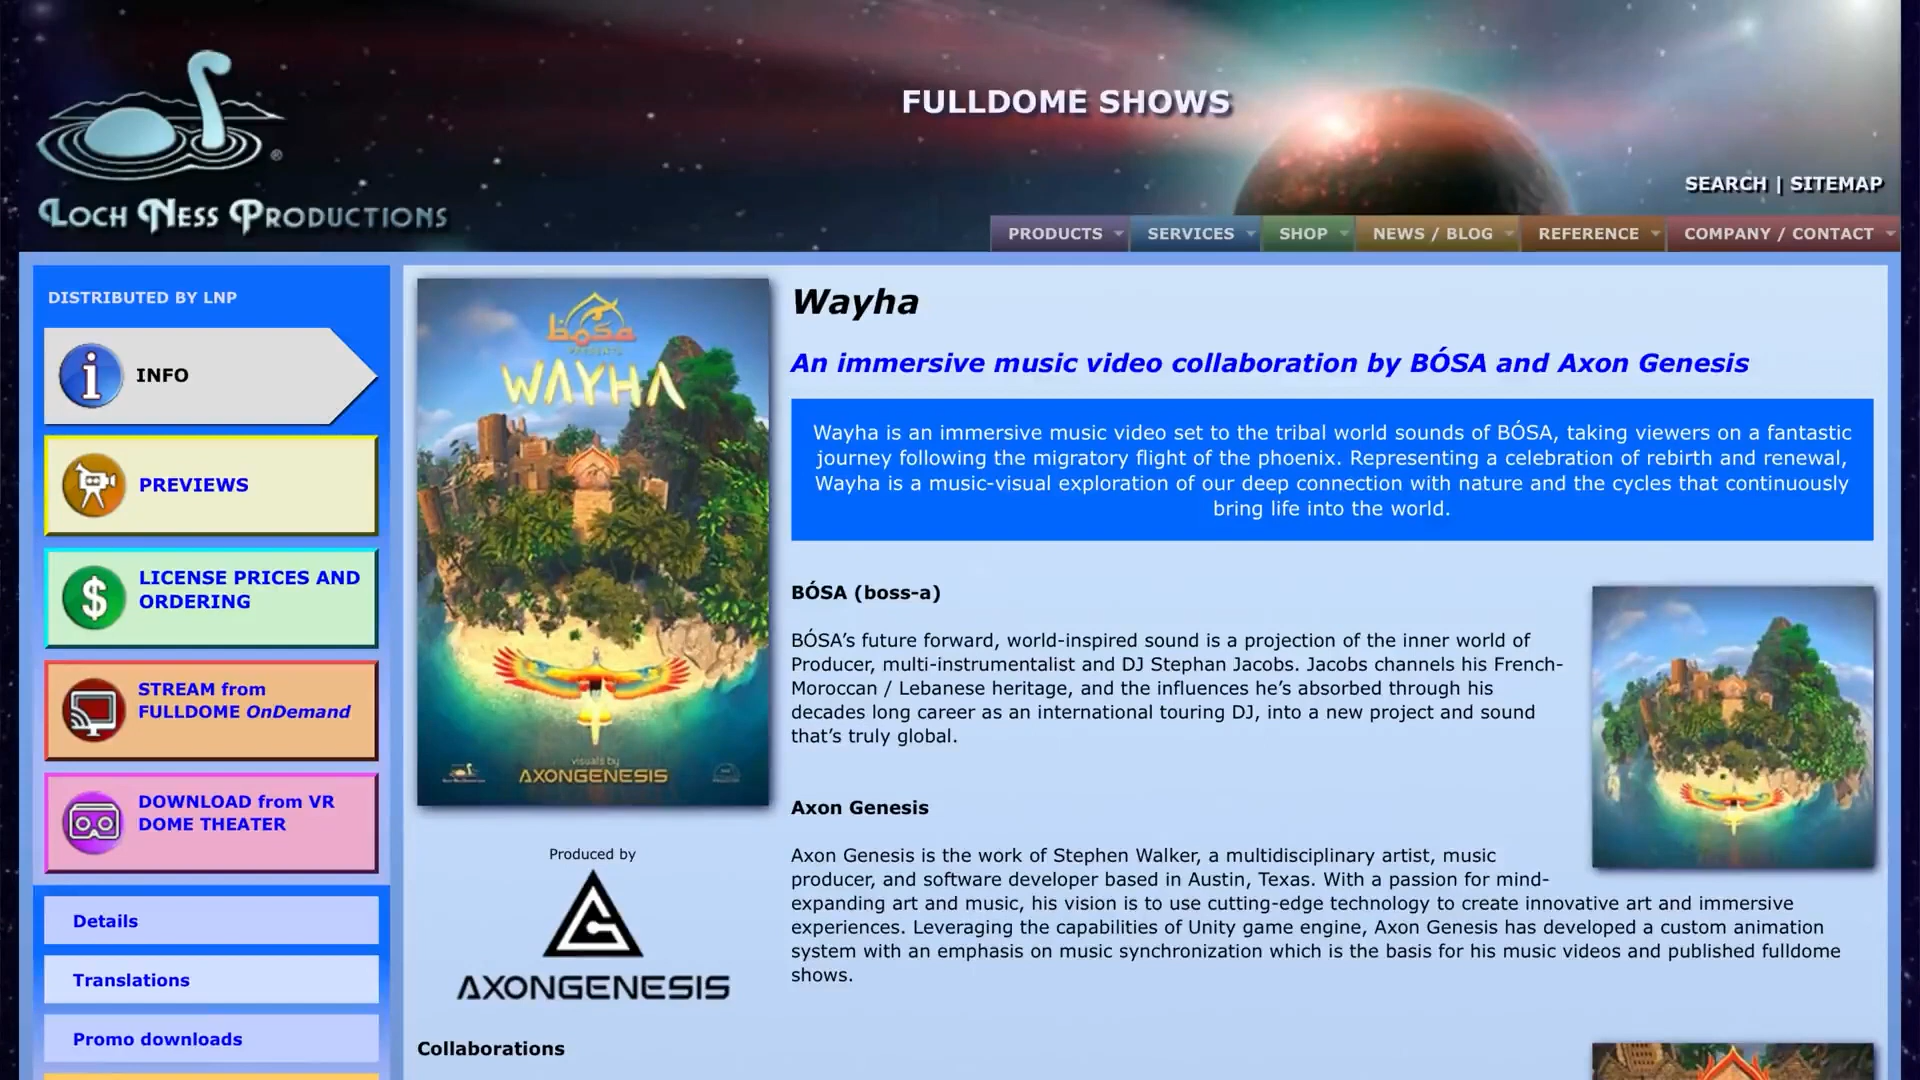 FULLDOME SHOWS
®
LOCH NESS PRODUCTIONS
SEARCH | SITEMAP
PRODUCTS
SERVICES
SHOP
NEWS / BLOG
REFERENCE
COMPANY / CONTACT
DISTRIBUTED BY LNP
INFO
PREVIEWS
$
LICENSE PRICES AND
ORDERING
STREAM from
FULLDOME OnDemand
DOWNLOAD from VR
DOME THEATER
Details
Translations
Promo downloads
WAYHA
visuals by
AXONGENESIS
Produced by
AXONGENESIS
Collaborations
Wayha
An immersive music video collaboration by BÓSA and Axon Genesis
Wayha is an immersive music video set to the tribal world sounds of BÓSA, taking viewers on a fantastic
journey following the migratory flight of the phoenix. Representing a celebration of rebirth and renewal,
Wayha is a music-visual exploration of our deep connection with nature and the cycles that continuously
bring life into the world.
BÓSA (boss-a)
BÓSA’s future forward, world-inspired sound is a projection of the inner world of
Producer, multi-instrumentalist and DJ Stephan Jacobs. Jacobs channels his French-
Moroccan / Lebanese heritage, and the influences he’s absorbed through his
decades long career as an international touring DJ, into a new project and sound
that’s truly global.
Axon Genesis
Axon Genesis is the work of Stephen Walker, a multidisciplinary artist, music
producer, and software developer based in Austin, Texas. With a passion for mind-
expanding art and music, his vision is to use cutting-edge technology to create innovative art and immersive
experiences. Leveraging the capabilities of Unity game engine, Axon Genesis has developed a custom animation
system with an emphasis on music synchronization which is the basis for his music videos and published fulldome
shows.